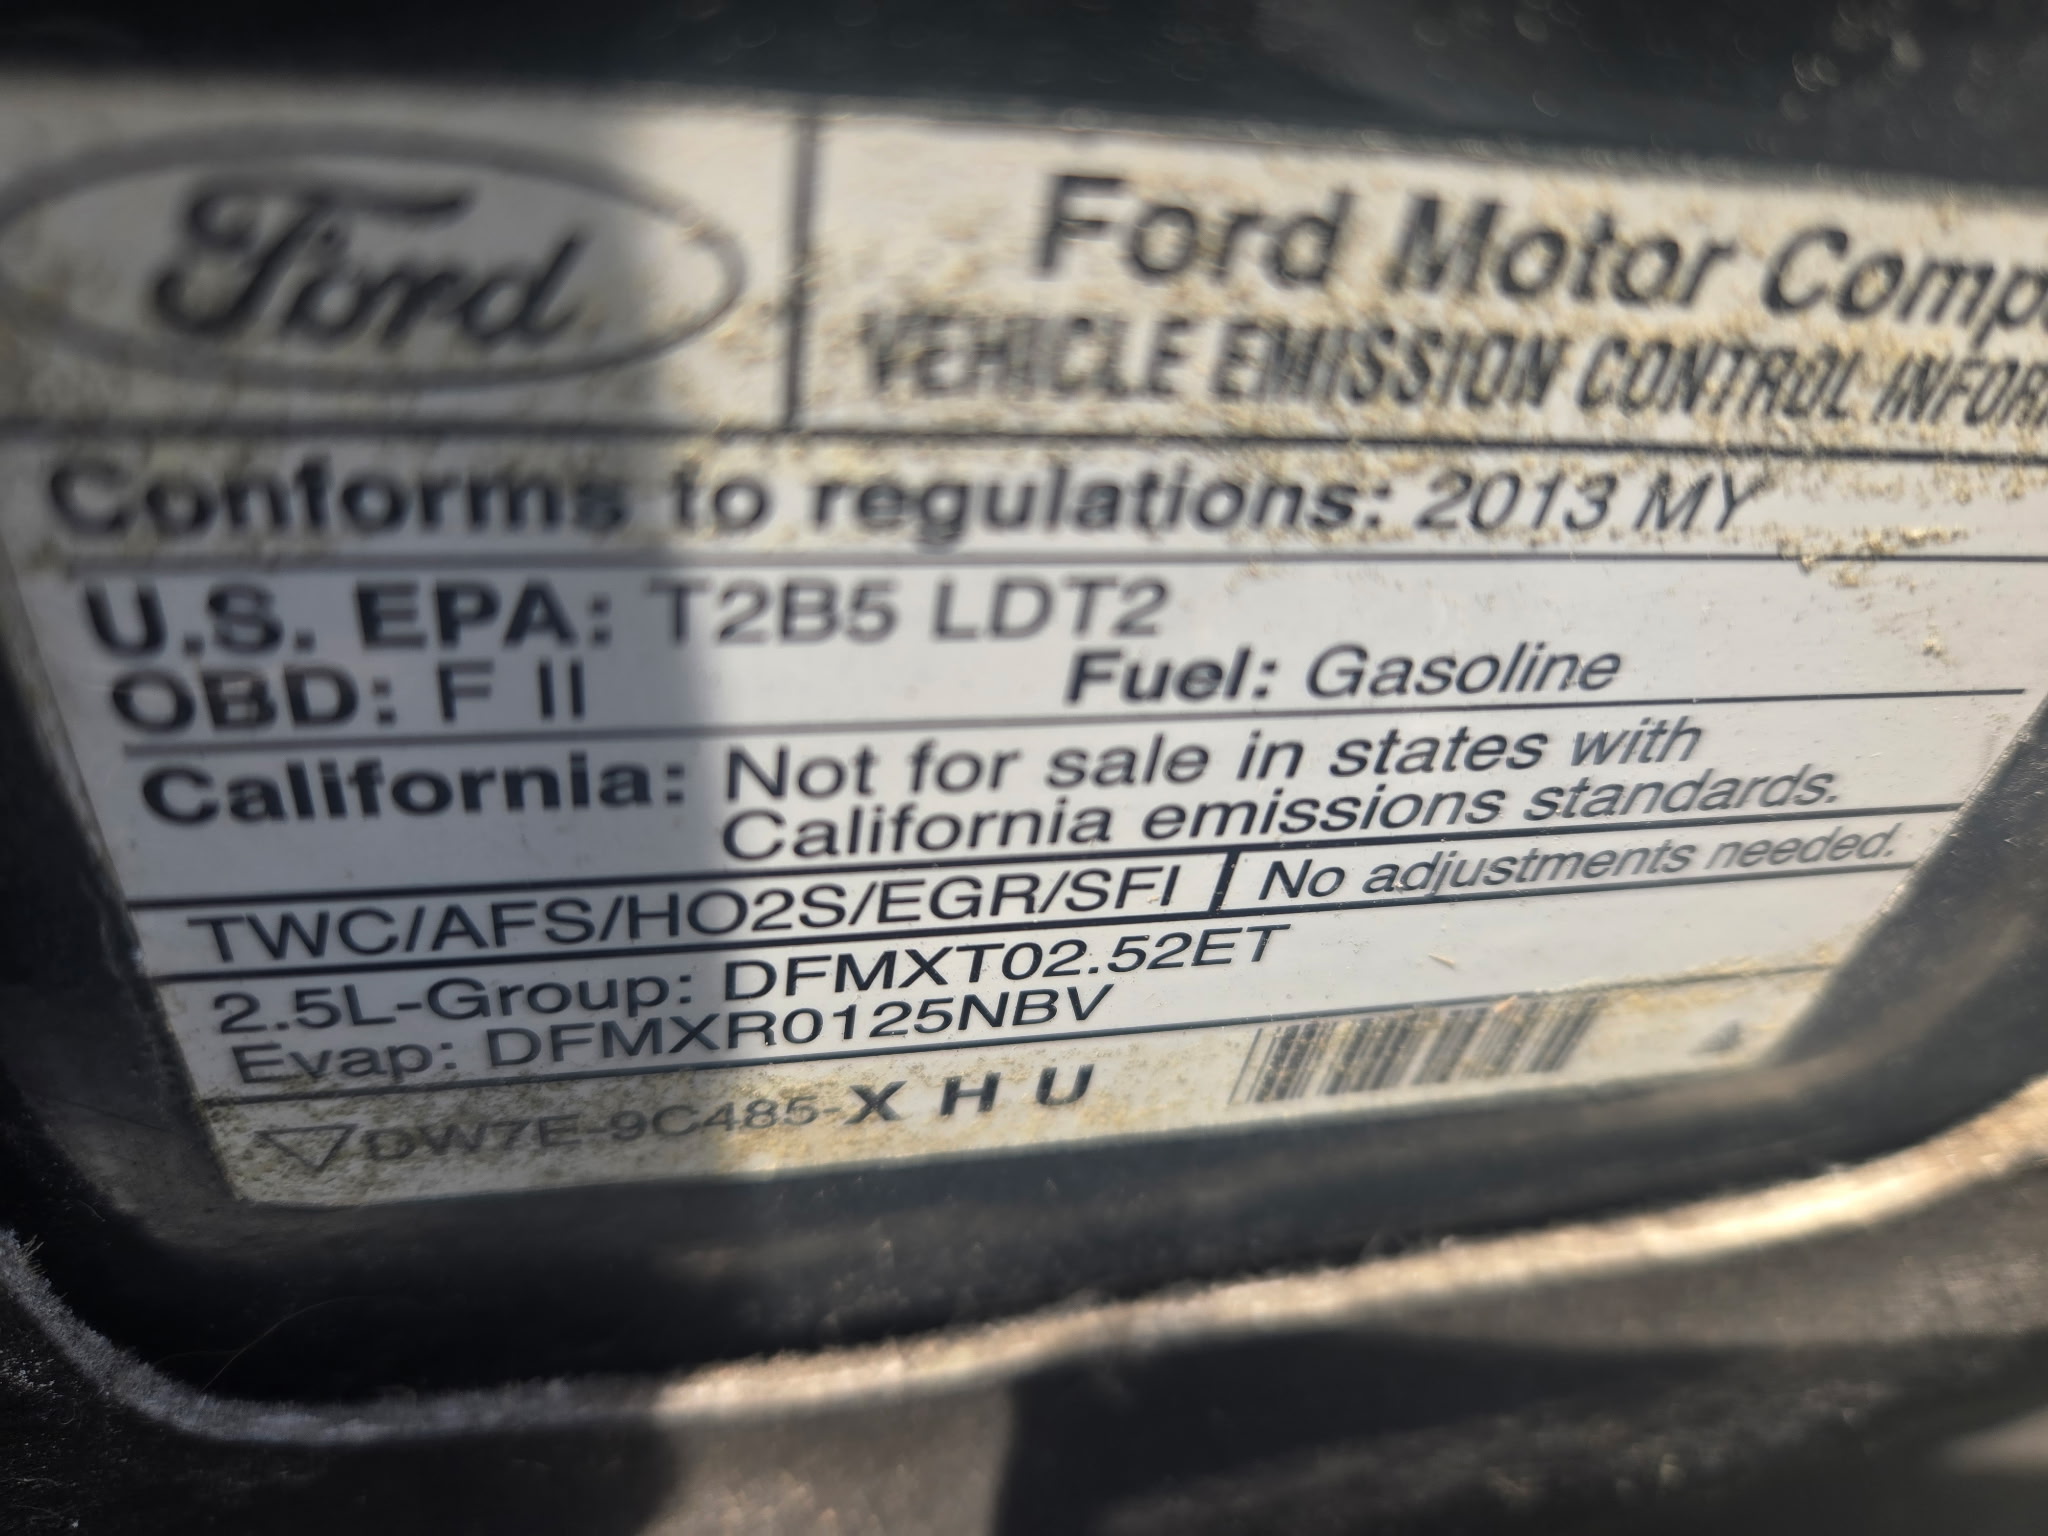 Ford
Ford Motor Comp
VEHICLE EMISSION CONTROL INFOR
Conforms to regulations: 2013 MY
U.S. EPA: T2B5 LDT2
OBD: F II Fuel: Gasoline
California: Not for sale in states with
California emissions standards.
TWC/AFS/HO2S/EGR/SFI No adjustments needed.
2.5L-Group: DFMXT02.52ET
Evap: DFMXR0125NBV
DW7E-9C485-X H U